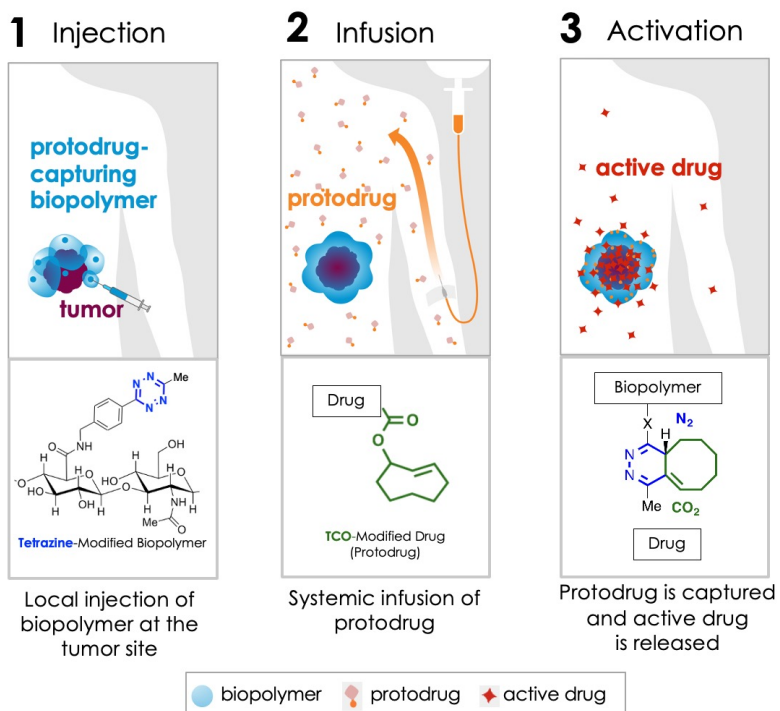 1 Injection
protodrug-
capturing
biopolymer
tumor
N N
N N
Me
NH
O
H
OH
H
O
O
HO
H
H
OH
H
O
HO
H
O
H
H
NH
H
Me
O
Tetrazine-Modified Biopolymer
Local injection of
biopolymer at the
tumor site
2 Infusion
protodrug
Drug
O
O
TCO-Modified Drug
(Protodrug)
Systemic infusion of
protodrug
3 Activation
active drug
Biopolymer
X
N2
H
N
N
Me
CO2
Drug
Protodrug is captured
and active drug
is released
biopolymer protodrug active drug